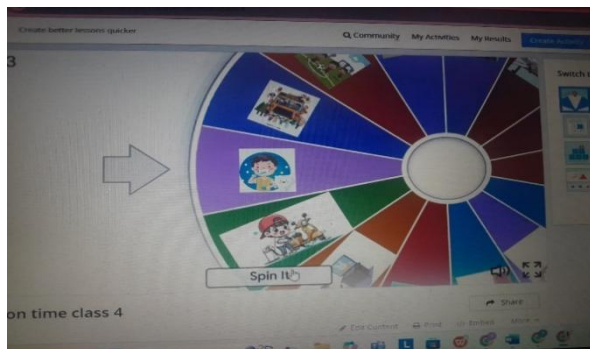 Create better lessons quicker
Community My Activities My Results Create Activity
3
Switch
Spin It
Share
on time class 4
Edit Content Print Embed More